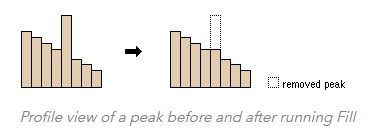 removed peak
Profile view of a peak before and after running Fill